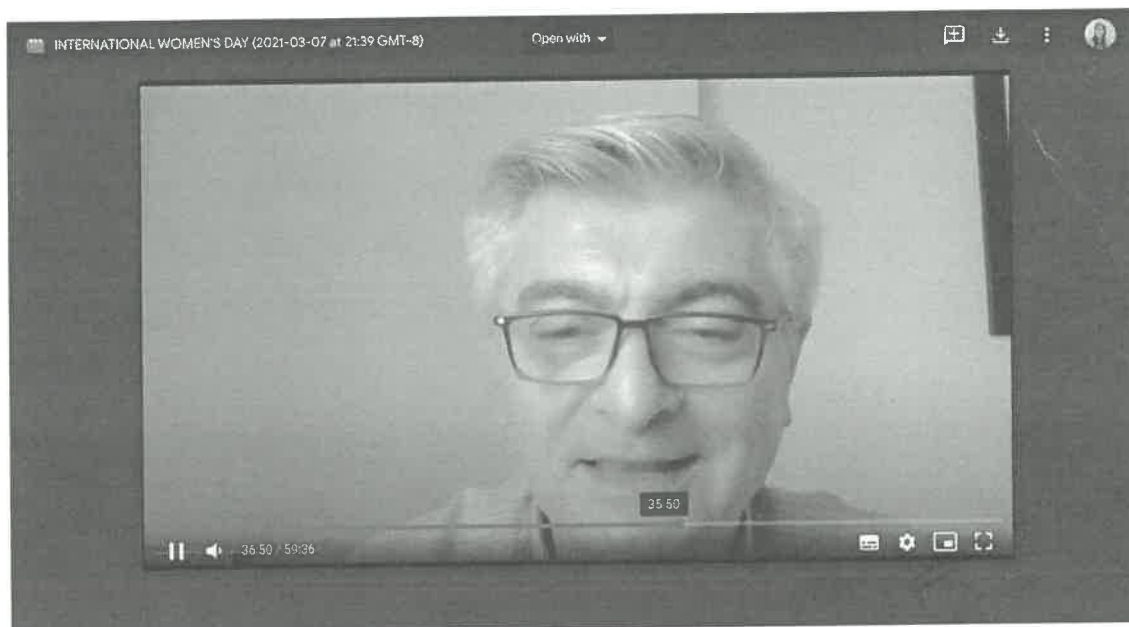 INTERNATIONAL WOMEN'S DAY (2021-03-07 at 21:39 GMT-8)
Open with
35:50
36:50 / 59:36